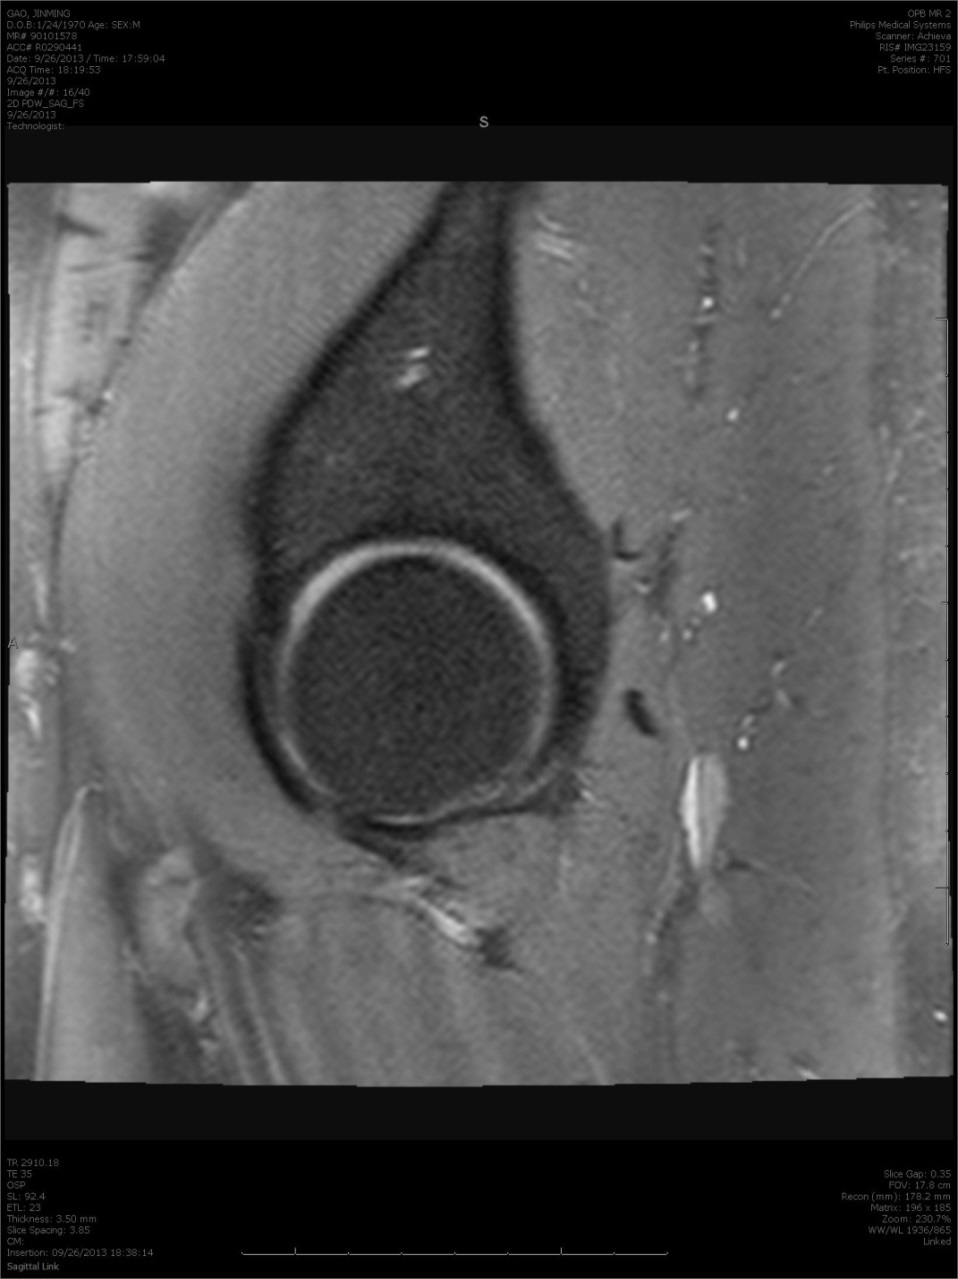 GAO, JINMING
D.O.B:1/24/1970 Age: SEX:M
MR# 90101578
ACC# R0290441
Date: 9/26/2013 / Time: 17:59:04
ACQ Time: 18:19:53
9/26/2013
Image #/#: 16/40
2D PDW_SAG_FS
9/26/2013
Technologist:
OPB MR 2
Philips Medical Systems
Scanner: Achieva
RIS# IMG23159
Series #: 701
Pt. Position: HFS
S
A
TR 2910.18
TE 35
OSP
SL: 92.4
ETL: 23
Thickness: 3.50 mm
Slice Spacing: 3.85
CM:
Insertion: 09/26/2013 18:38:14
Sagittal Link
Slice Gap: 0.35
FOV: 17.8 cm
Recon (mm): 178.2 mm
Matrix: 196 x 185
Zoom: 230.7%
WW/WL 1936/865
Linked